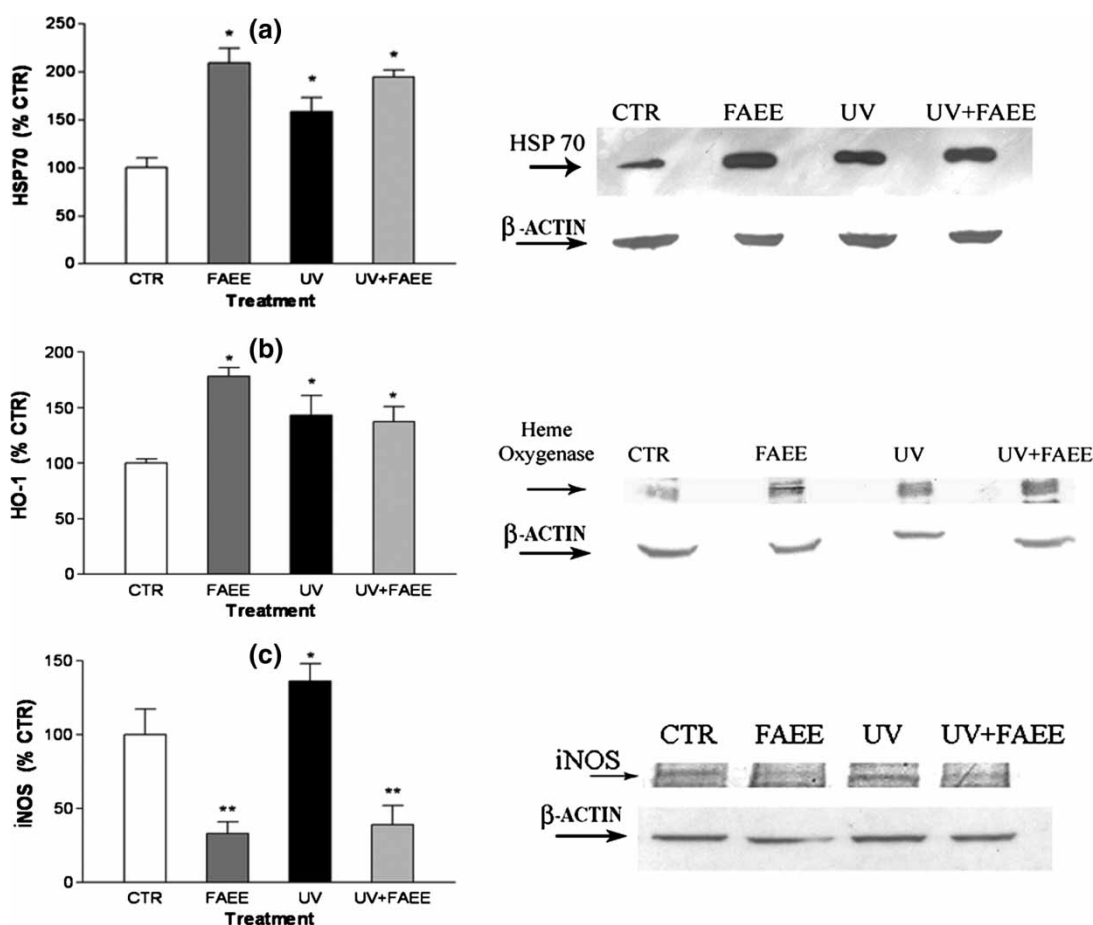 (a)
HSP70 (% CTR)
250
200
150
100
50
0
* * *
CTR FAEE UV UV+FAEE
Treatment
CTR FAEE UV UV+FAEE
HSP 70
β-ACTIN
(b)
HO-1 (% CTR)
200
150
100
50
0
* * *
CTR FAEE UV UV+FAEE
Treatment
Heme
Oxygenase
CTR FAEE UV UV+FAEE
β-ACTIN
(c)
iNOS (% CTR)
150
100
50
0
** * **
CTR FAEE UV UV+FAEE
Treatment
CTR FAEE UV UV+FAEE
iNOS
β-ACTIN